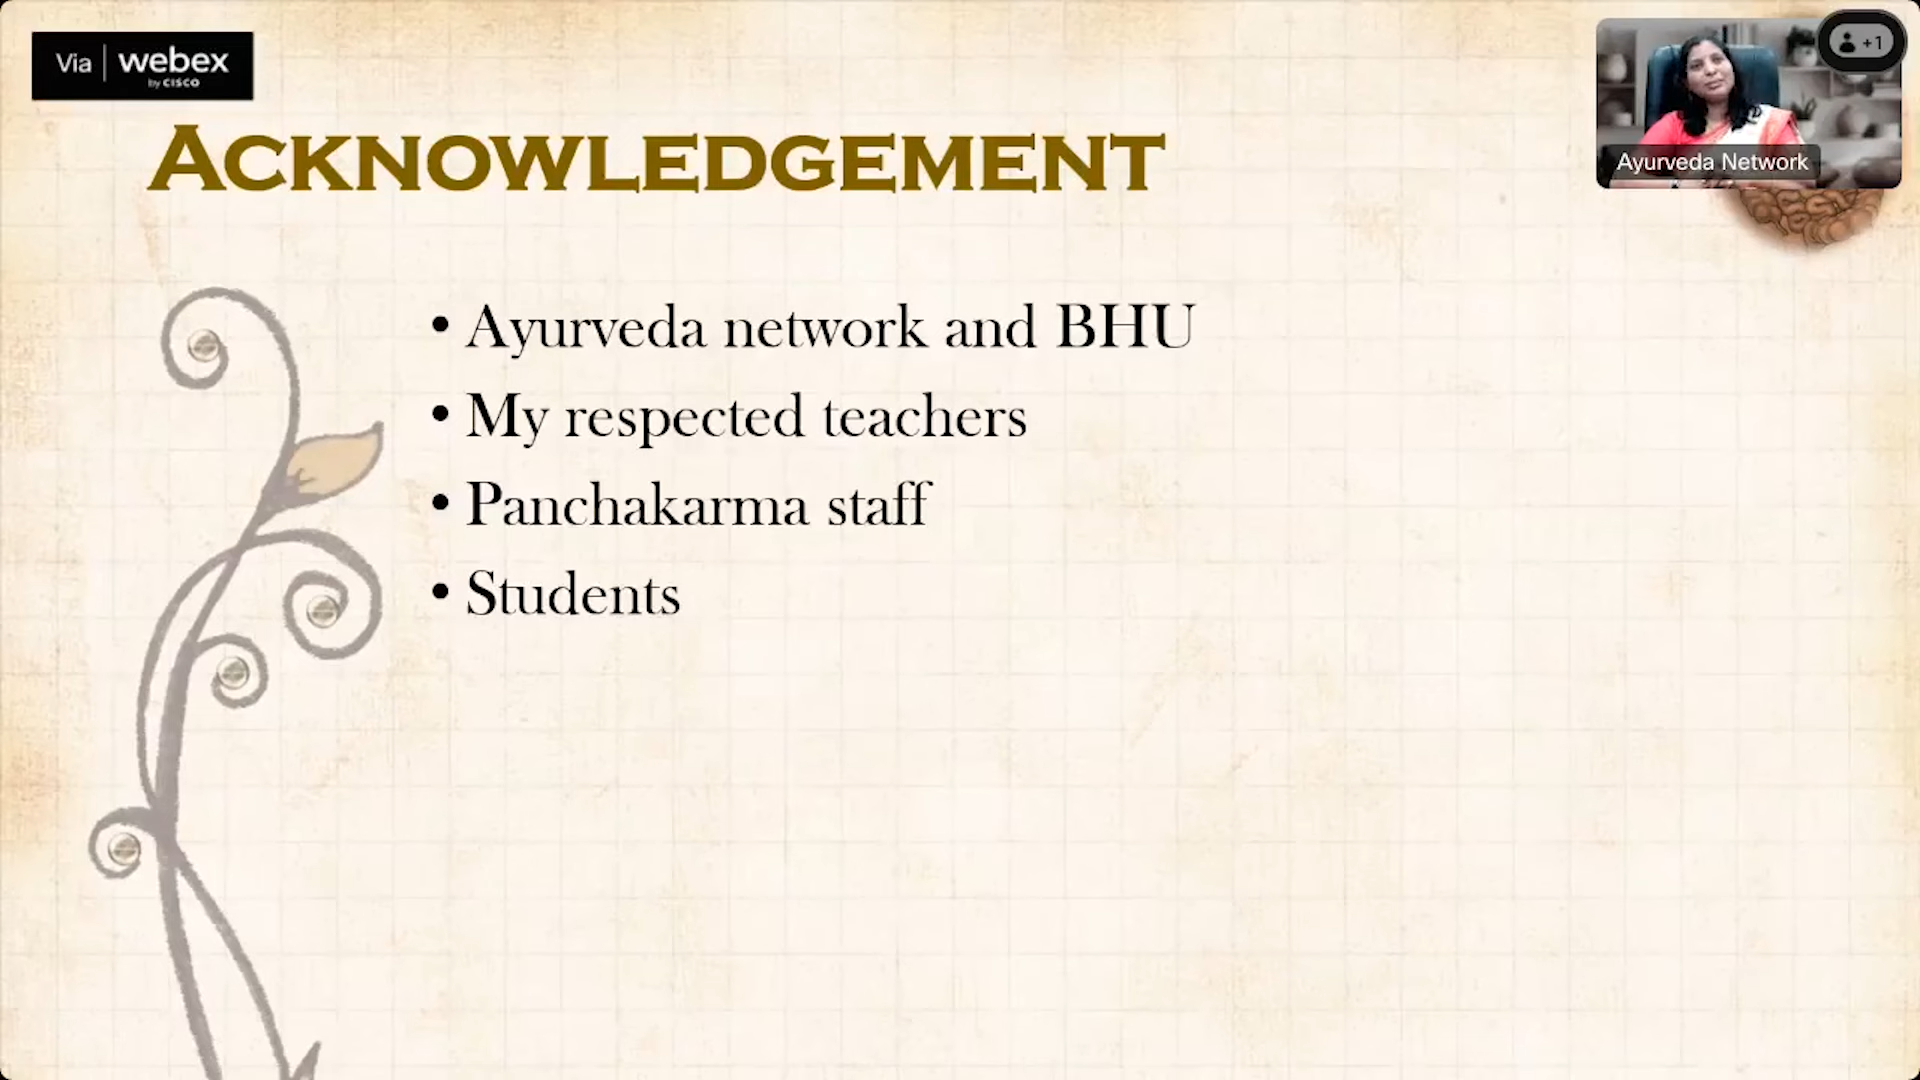 Via webex
by CISCO
+1
Ayurveda Network
ACKNOWLEDGEMENT
• Ayurveda network and BHU
• My respected teachers
• Panchakarma staff
• Students